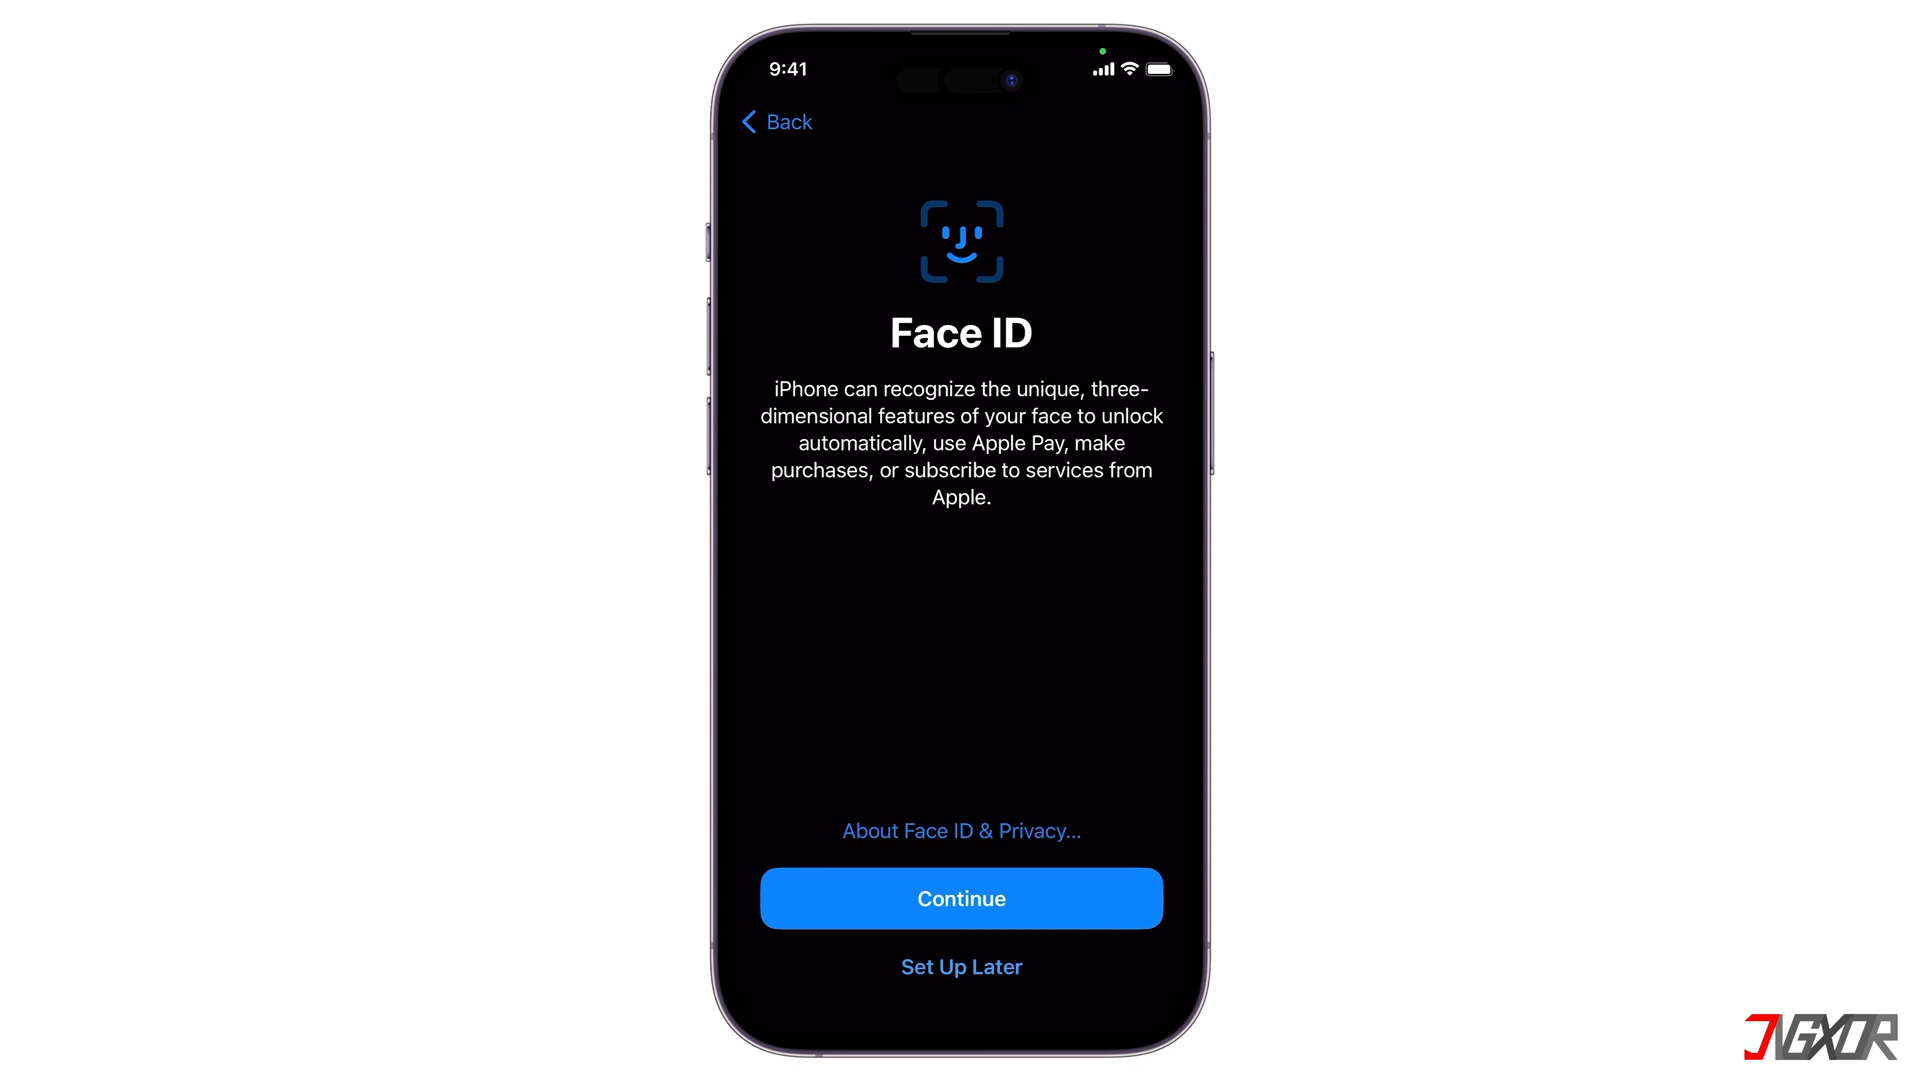 9:41
Back
Face ID
iPhone can recognize the unique, three-
dimensional features of your face to unlock
automatically, use Apple Pay, make
purchases, or subscribe to services from
Apple.
About Face ID & Privacy...
Continue
Set Up Later
JVGXOR